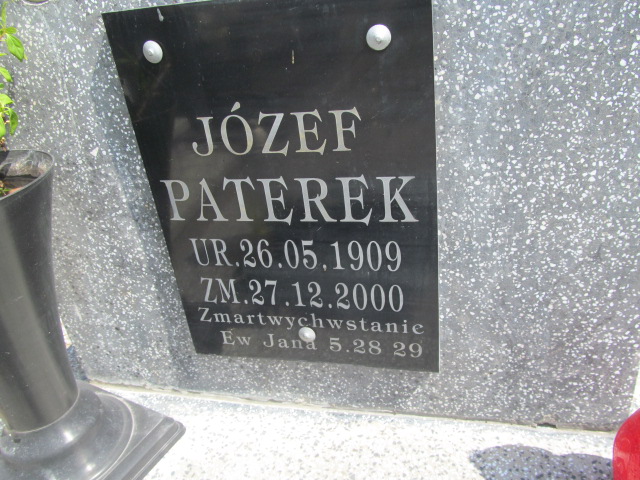 JÓZEF
PATEREK
UR.26.05.1909
ZM.27.12.2000
Zmartwychwstanie
Ew Jana 5.28 29